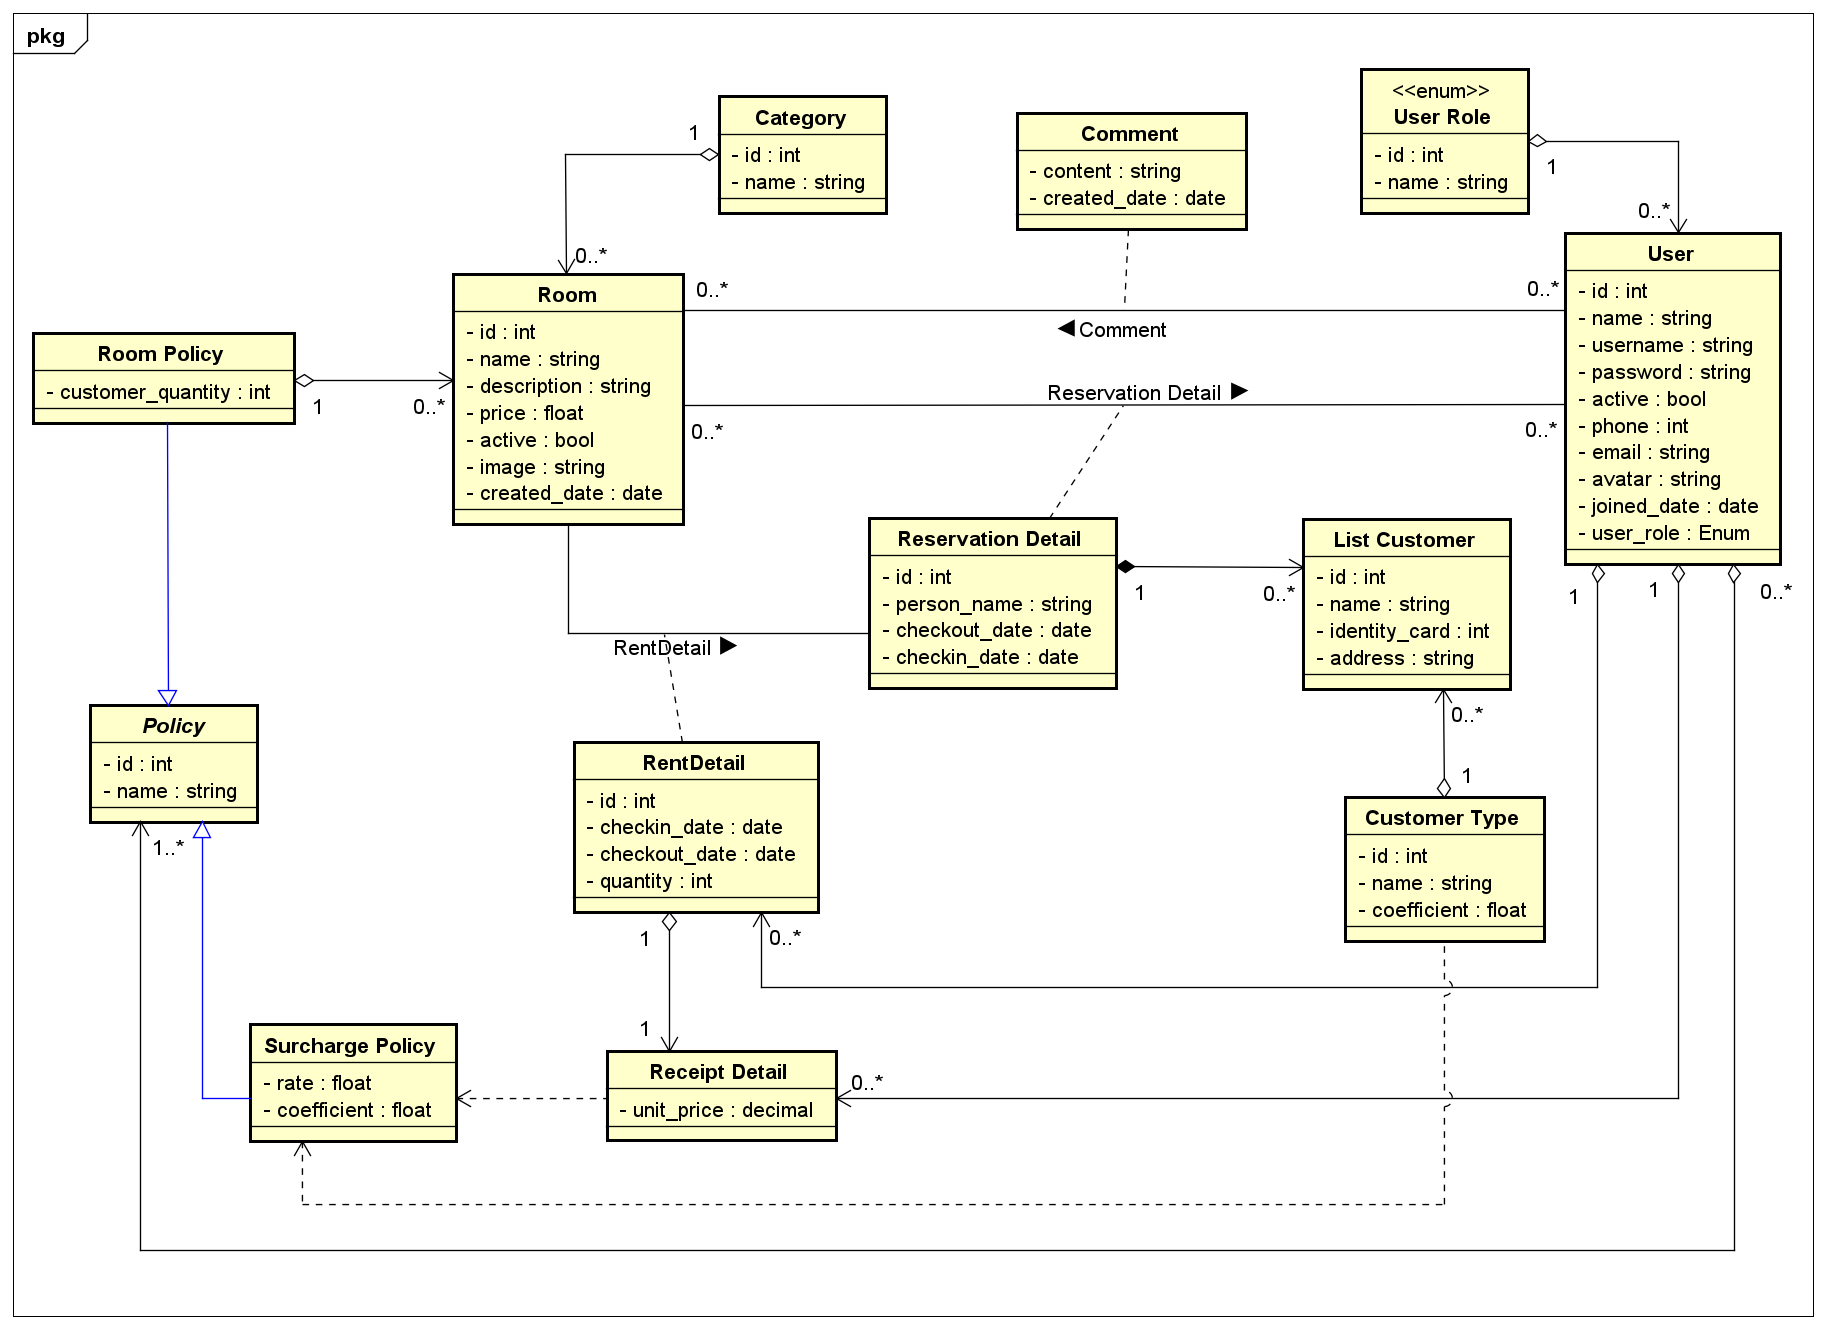 pkg
Category
- id : int
- name : string
1
0..*
Comment
- content : string
- created_date : date
<<enum>>
User Role
- id : int
- name : string
1
0..*
Room Policy
- customer_quantity : int
1
0..*
Room
- id : int
- name : string
- description : string
- price : float
- active : bool
- image : string
- created_date : date
0..*
0..*
◀ Comment
Reservation Detail ▶
0..*
0..*
User
- id : int
- name : string
- username : string
- password : string
- active : bool
- phone : int
- email : string
- avatar : string
- joined_date : date
- user_role : Enum
1
1
0..*
Reservation Detail
- id : int
- person_name : string
- checkout_date : date
- checkin_date : date
1
0..*
List Customer
- id : int
- name : string
- identity_card : int
- address : string
0..*
1
RentDetail ▶
Policy
- id : int
- name : string
1..*
RentDetail
- id : int
- checkin_date : date
- checkout_date : date
- quantity : int
1
0..*
1
Customer Type
- id : int
- name : string
- coefficient : float
Surcharge Policy
- rate : float
- coefficient : float
Receipt Detail
- unit_price : decimal
0..*